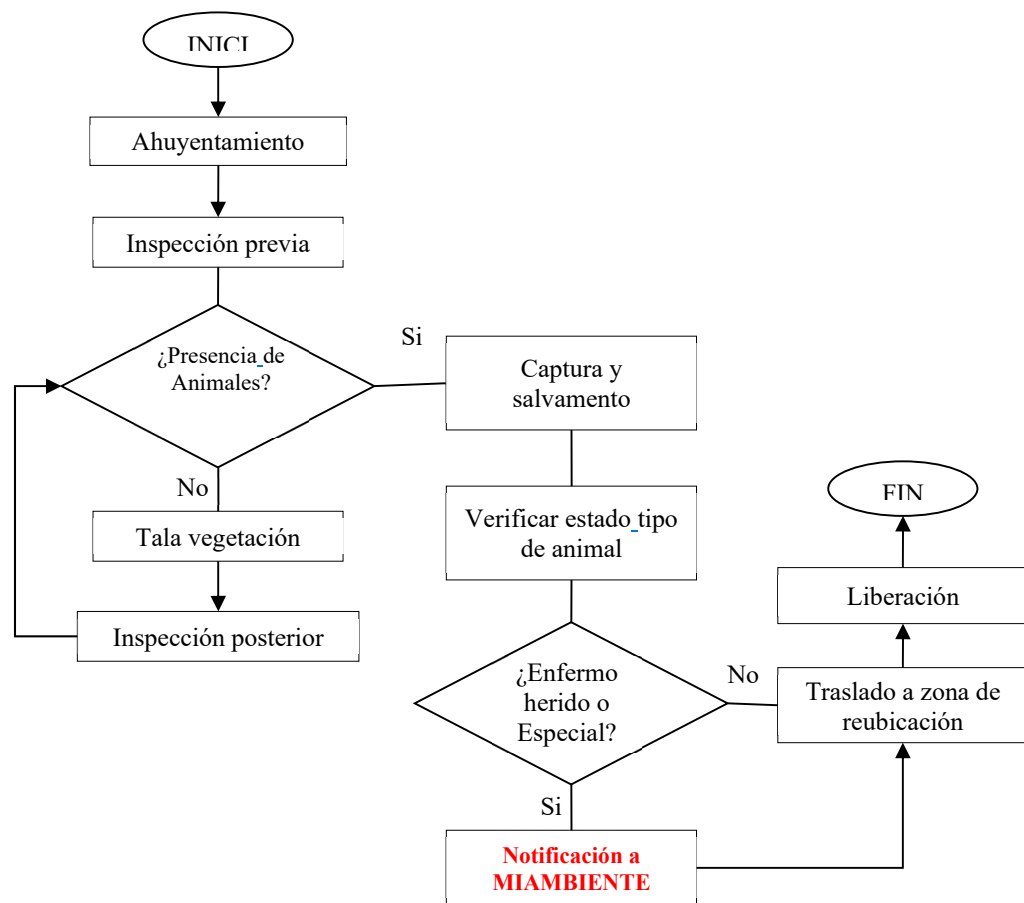 INICI
Ahuyentamiento
Inspección previa
¿Presencia de
Animales?
Si
Captura y
salvamento
No
Tala vegetación
Inspección posterior
Verificar estado tipo
de animal
¿Enfermo
herido o
Especial?
No
Si
Notificación a
MIAMBIENTE
Traslado a zona de
reubicación
Liberación
FIN